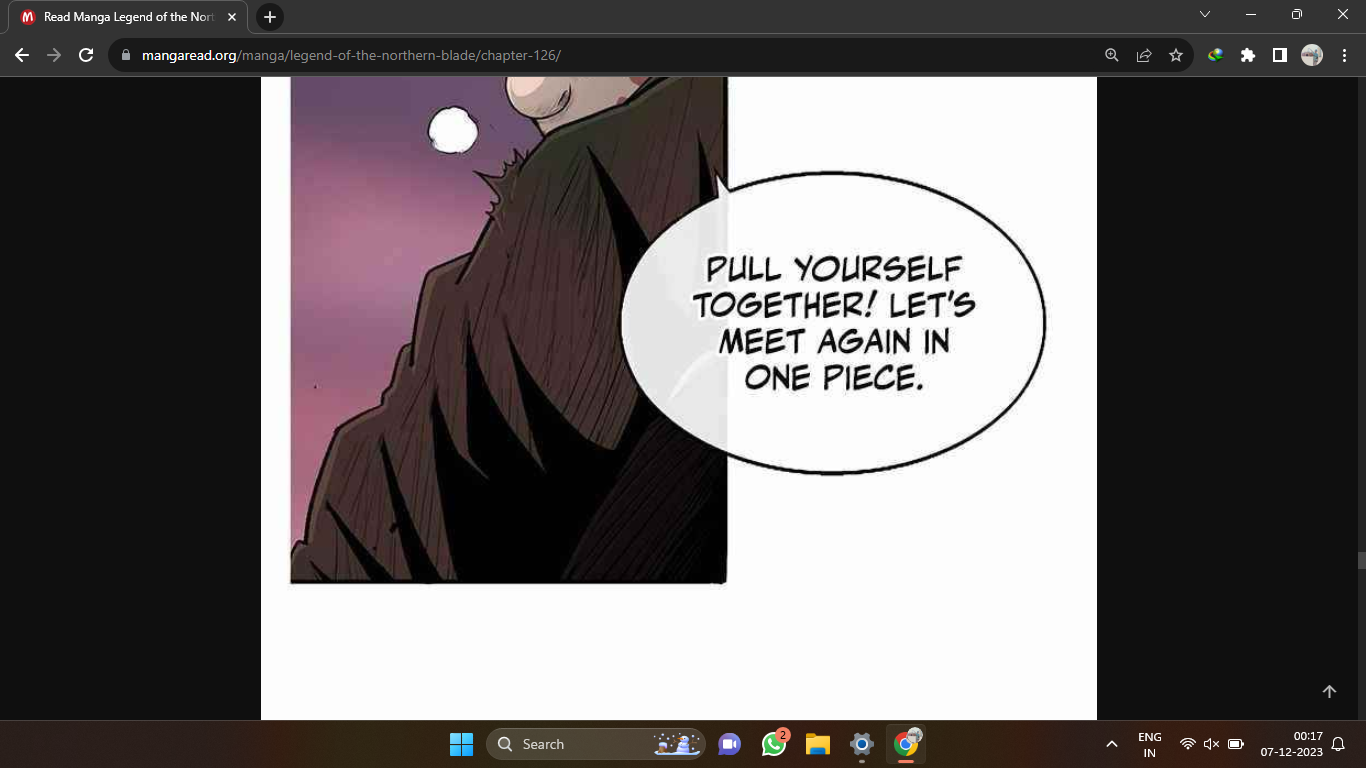 Read Manga Legend of the Nort
mangaread.org/manga/legend-of-the-northern-blade/chapter-126/
PULL YOURSELF
TOGETHER! LET'S
MEET AGAIN IN
ONE PIECE.
Search
2
ENG
IN
00:17
07-12-2023